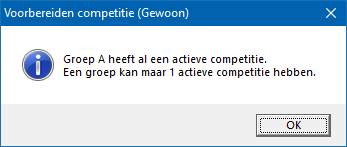 Voorbereiden competitie (Gewoon)
Groep A heeft al een actieve competitie.
Een groep kan maar 1 actieve competitie hebben.
OK